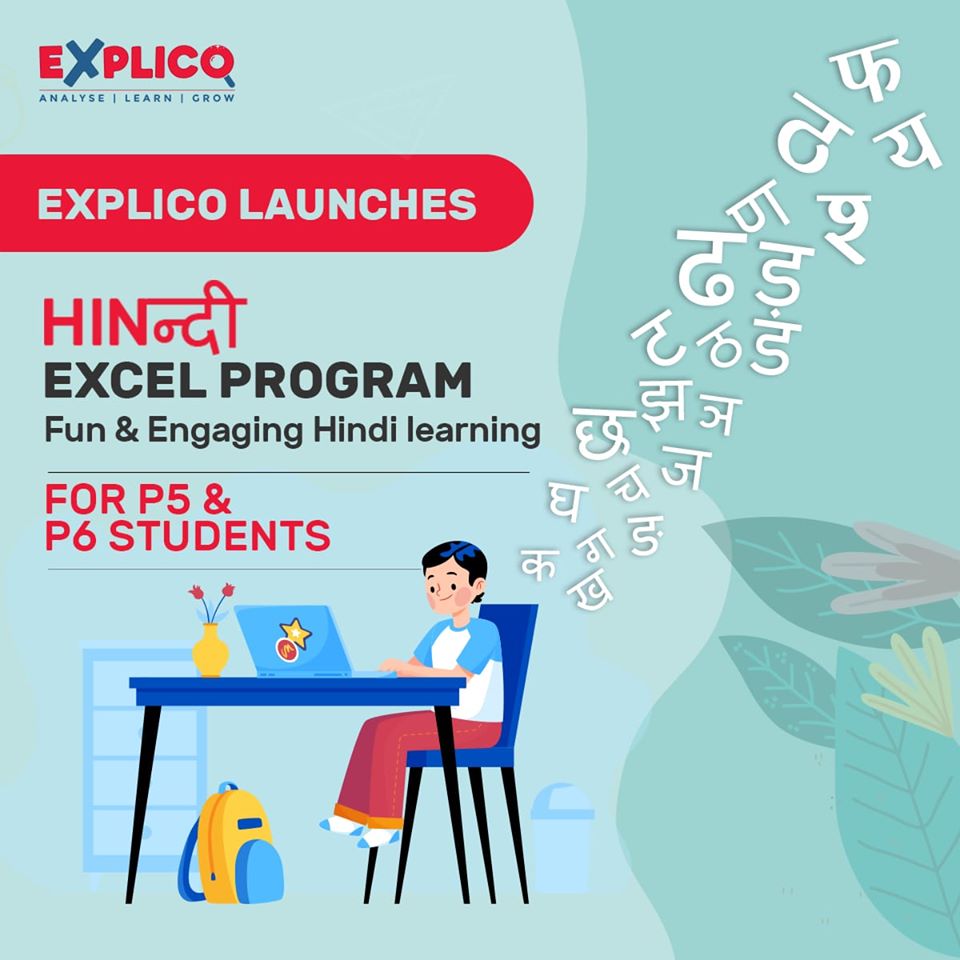 EXPLICO
ANALYSE | LEARN | GROW
EXPLICO LAUNCHES
HINन्दी
EXCEL PROGRAM
Fun & Engaging Hindi learning
FOR P5 &
P6 STUDENTS
फ
य
श
ण
ढ
ड़
ट
ठ
ड
झ
ञ
छ
ज
घ
च
ङ
क
ग
ख